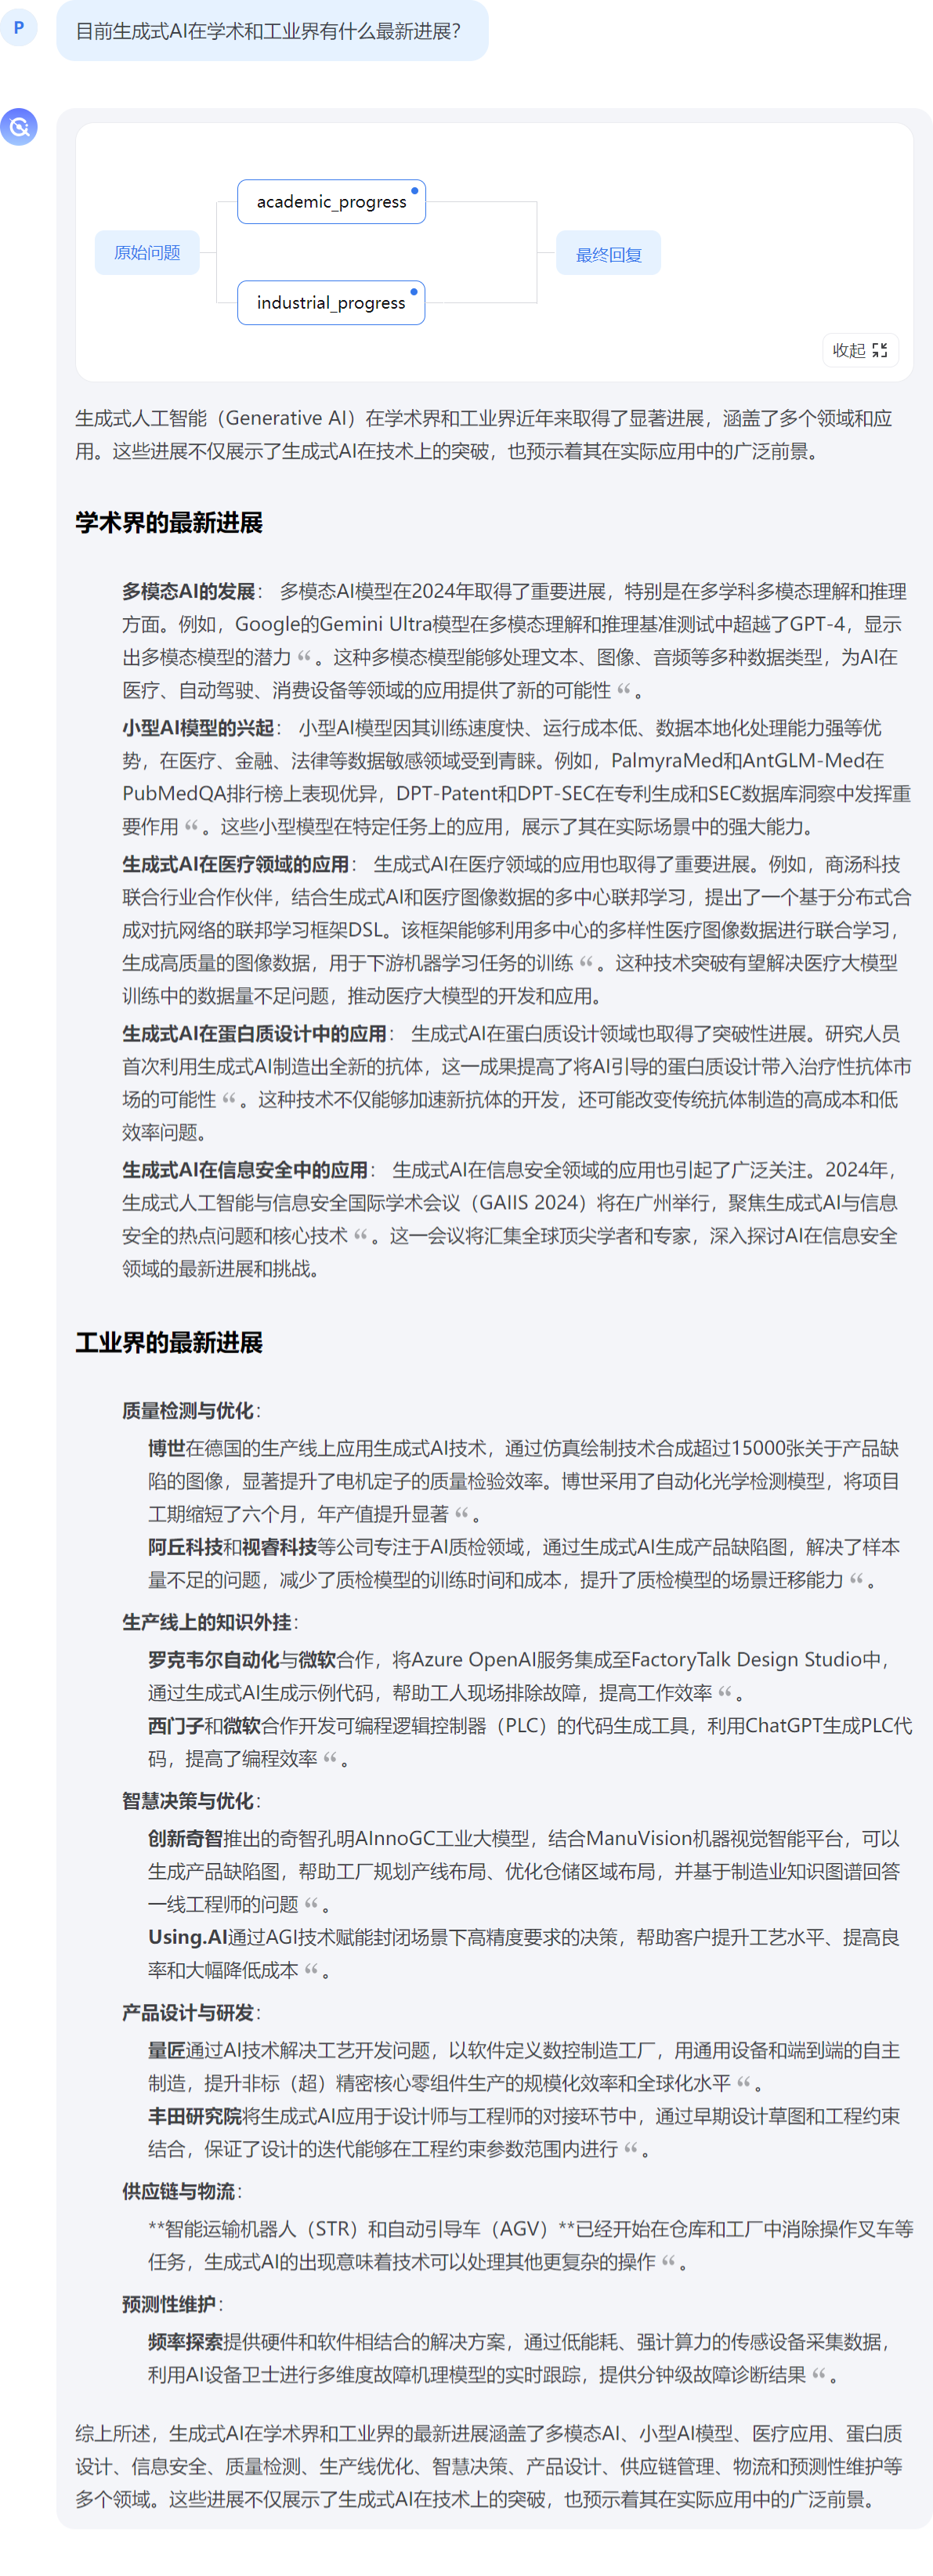 P
目前生成式AI在学术和工业界有什么最新进展？
academic_progress
原始问题
最终回复
industrial_progress
收起
生成式人工智能（Generative AI）在学术界和工业界近年来取得了显著进展，涵盖了多个领域和应
用。这些进展不仅展示了生成式AI在技术上的突破，也预示着其在实际应用中的广泛前景。
学术界的最新进展
多模态AI的发展： 多模态AI模型在2024年取得了重要进展，特别是在多学科多模态理解和推理
方面。例如，Google的Gemini Ultra模型在多模态理解和推理基准测试中超越了GPT-4，显示
出多模态模型的潜力 “ 。这种多模态模型能够处理文本、图像、音频等多种数据类型，为AI在
医疗、自动驾驶、消费设备等领域的应用提供了新的可能性 “ 。
小型AI模型的兴起： 小型AI模型因其训练速度快、运行成本低、数据本地化处理能力强等优
势，在医疗、金融、法律等数据敏感领域受到青睐。例如，PalmyraMed和AntGLM-Med在
PubMedQA排行榜上表现优异，DPT-Patent和DPT-SEC在专利生成和SEC数据库洞察中发挥重
要作用 “ 。这些小型模型在特定任务上的应用，展示了其在实际场景中的强大能力。
生成式AI在医疗领域的应用： 生成式AI在医疗领域的应用也取得了重要进展。例如，商汤科技
联合行业合作伙伴，结合生成式AI和医疗图像数据的多中心联邦学习，提出了一个基于分布式合
成对抗网络的联邦学习框架DSL。该框架能够利用多中心的多样性医疗图像数据进行联合学习，
生成高质量的图像数据，用于下游机器学习任务的训练 “ 。这种技术突破有望解决医疗大模型
训练中的数据量不足问题，推动医疗大模型的开发和应用。
生成式AI在蛋白质设计中的应用： 生成式AI在蛋白质设计领域也取得了突破性进展。研究人员
首次利用生成式AI制造出全新的抗体，这一成果提高了将AI引导的蛋白质设计带入治疗性抗体市
场的可能性 “ 。这种技术不仅能够加速新抗体的开发，还可能改变传统抗体制造的高成本和低
效率问题。
生成式AI在信息安全中的应用： 生成式AI在信息安全领域的应用也引起了广泛关注。2024年，
生成式人工智能与信息安全国际学术会议（GAIIS 2024）将在广州举行，聚焦生成式AI与信息
安全的热点问题和核心技术 “ 。这一会议将汇集全球顶尖学者和专家，深入探讨AI在信息安全
领域的最新进展和挑战。
工业界的最新进展
质量检测与优化：
博世在德国的生产线上应用生成式AI技术，通过仿真绘制技术合成超过15000张关于产品缺
陷的图像，显著提升了电机定子的质量检验效率。博世采用了自动化光学检测模型，将项目
工期缩短了六个月，年产值提升显著 “ 。
阿丘科技和视睿科技等公司专注于AI质检领域，通过生成式AI生成产品缺陷图，解决了样本
量不足的问题，减少了质检模型的训练时间和成本，提升了质检模型的场景迁移能力 “ 。
生产线上的知识外挂：
罗克韦尔自动化与微软合作，将Azure OpenAI服务集成至FactoryTalk Design Studio中，
通过生成式AI生成示例代码，帮助工人现场排除故障，提高工作效率 “ 。
西门子和微软合作开发可编程逻辑控制器（PLC）的代码生成工具，利用ChatGPT生成PLC代
码，提高了编程效率 “ 。
智慧决策与优化：
创新奇智推出的奇智孔明AInnoGC工业大模型，结合ManuVision机器视觉智能平台，可以
生成产品缺陷图，帮助工厂规划产线布局、优化仓储区域布局，并基于制造业知识图谱回答
一线工程师的问题 “ 。
Using.AI通过AGI技术赋能封闭场景下高精度要求的决策，帮助客户提升工艺水平、提高良
率和大幅降低成本 “ 。
产品设计与研发：
量匠通过AI技术解决工艺开发问题，以软件定义数控制造工厂，用通用设备和端到端的自主
制造，提升非标（超）精密核心零组件生产的规模化效率和全球化水平 “ 。
丰田研究院将生成式AI应用于设计师与工程师的对接环节中，通过早期设计草图和工程约束
结合，保证了设计的迭代能够在工程约束参数范围内进行 “ 。
供应链与物流：
**智能运输机器人（STR）和自动引导车（AGV）**已经开始在仓库和工厂中消除操作叉车等
任务，生成式AI的出现意味着技术可以处理其他更复杂的操作 “ 。
预测性维护：
频率探索提供硬件和软件相结合的解决方案，通过低能耗、强计算力的传感设备采集数据，
利用AI设备卫士进行多维度故障机理模型的实时跟踪，提供分钟级故障诊断结果 “ 。
综上所述，生成式AI在学术界和工业界的最新进展涵盖了多模态AI、小型AI模型、医疗应用、蛋白质
设计、信息安全、质量检测、生产线优化、智慧决策、产品设计、供应链管理、物流和预测性维护等
多个领域。这些进展不仅展示了生成式AI在技术上的突破，也预示着其在实际应用中的广泛前景。